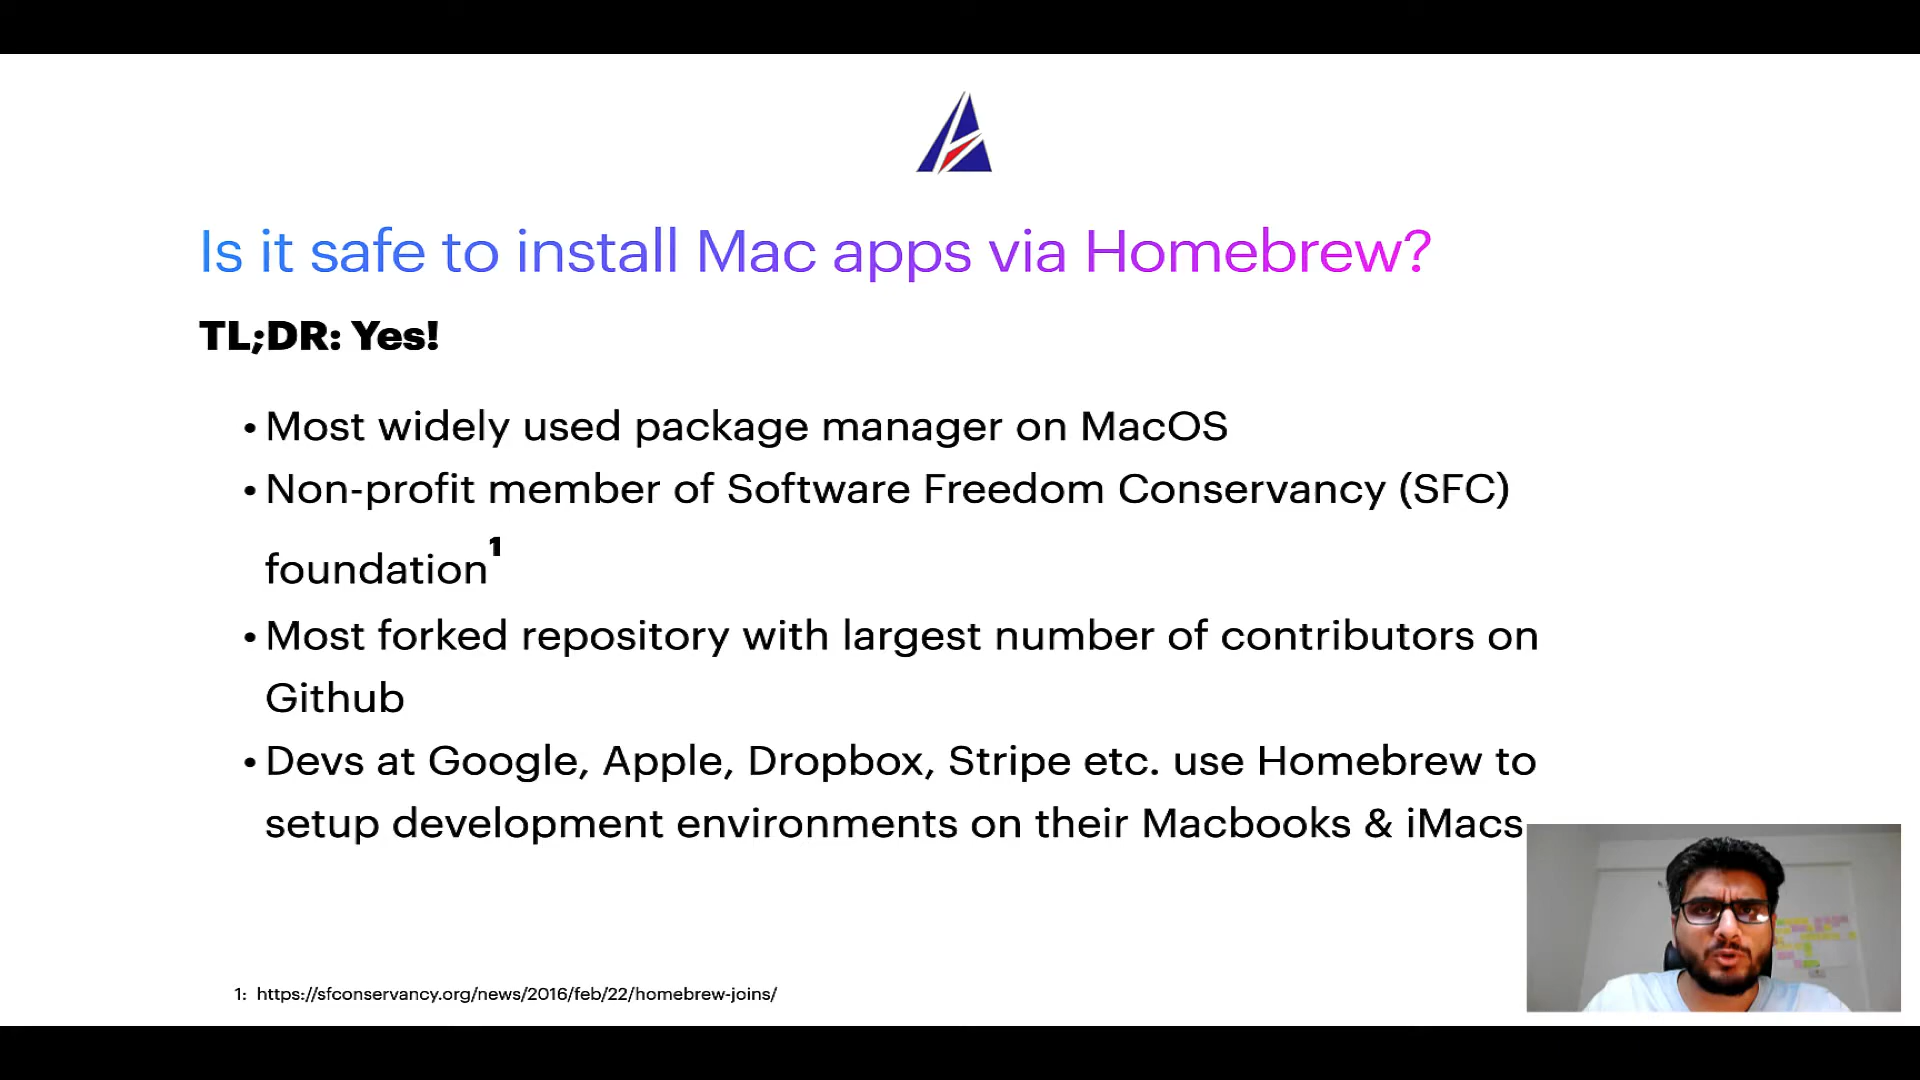 Is it safe to install Mac apps via Homebrew?
TL;DR: Yes!
• Most widely used package manager on MacOS
• Non-profit member of Software Freedom Conservancy (SFC)
foundation1
• Most forked repository with largest number of contributors on
Github
• Devs at Google, Apple, Dropbox, Stripe etc. use Homebrew to
setup development environments on their Macbooks & iMacs
1: https://sfconservancy.org/news/2016/feb/22/homebrew-joins/